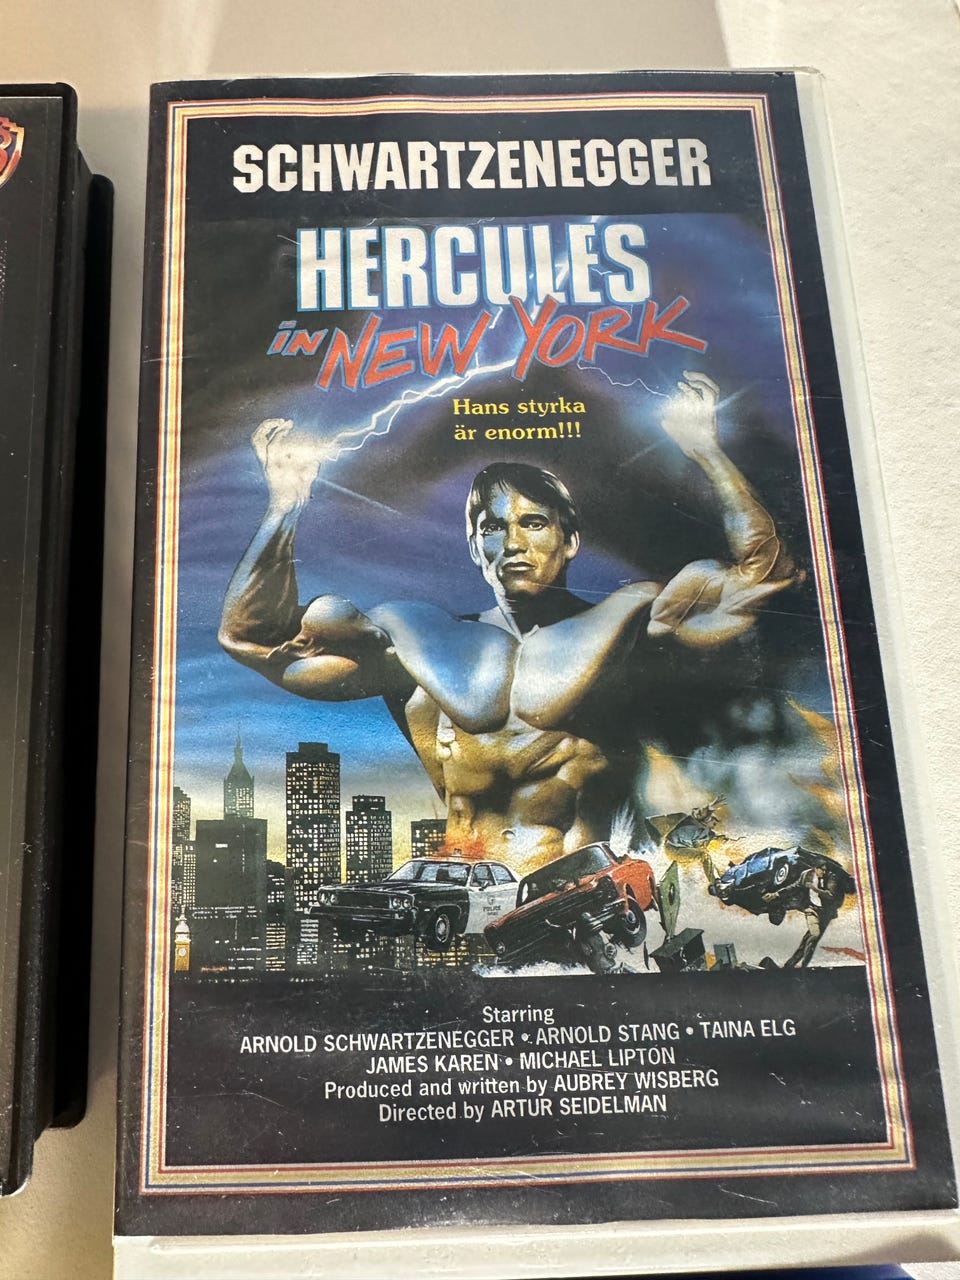 SCHWARTZENEGGER
HERCULES
iN NEW YORK
Hans styrka
är enorm!!!
POLICE
Starring
ARNOLD SCHWARTZENEGGER • ARNOLD STANG • TAINA ELG
JAMES KAREN • MICHAEL LIPTON
Produced and written by AUBREY WISBERG
Directed by ARTUR SEIDELMAN